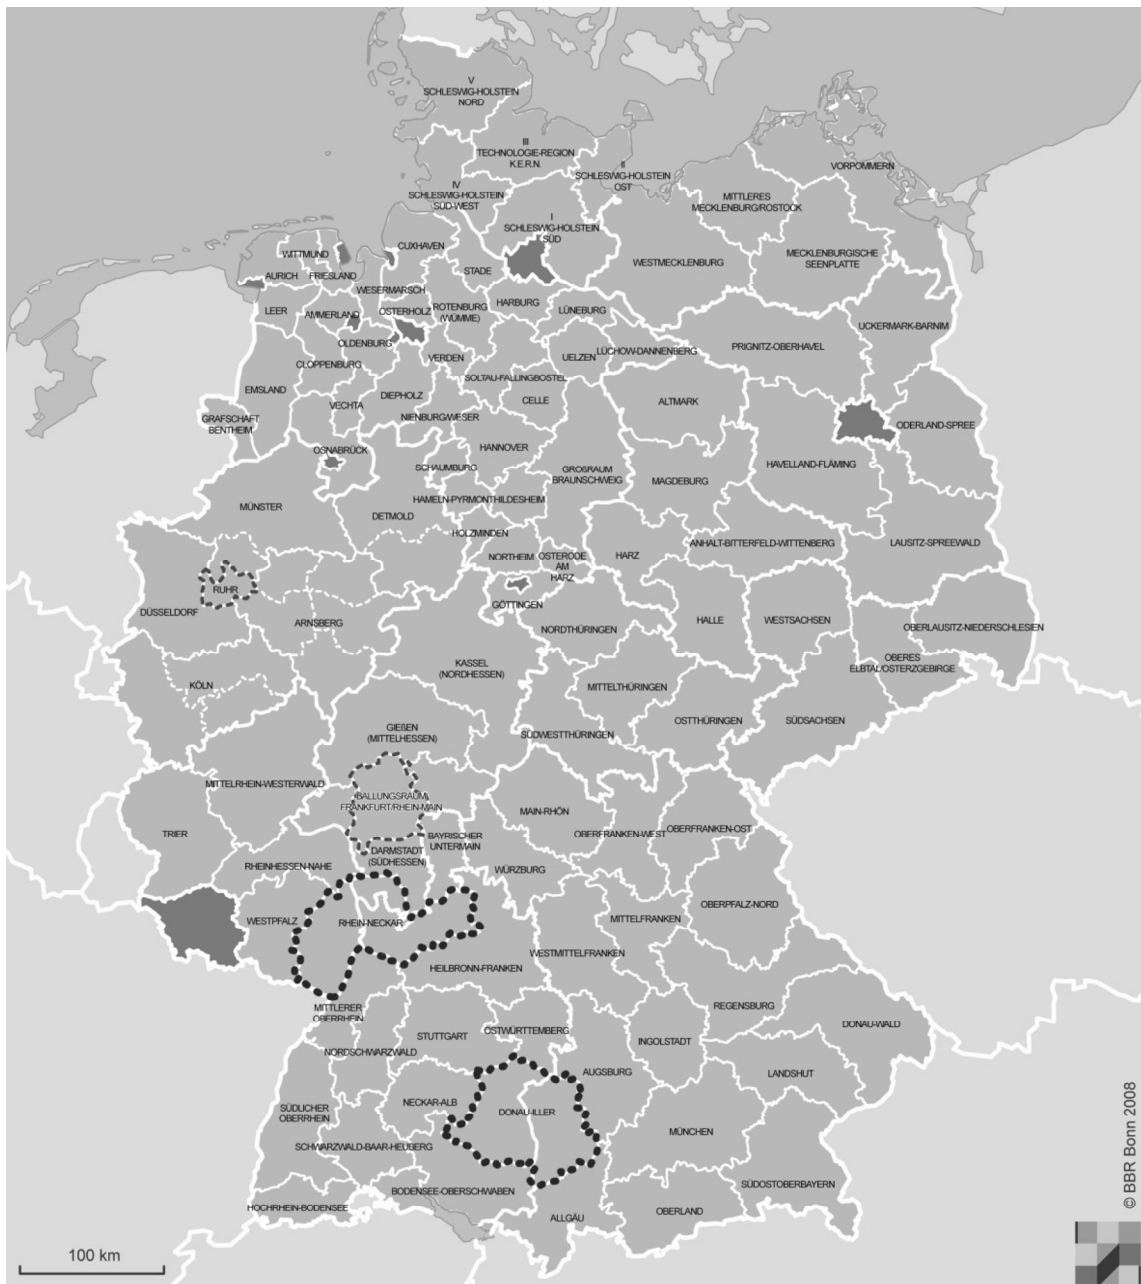 V
SCHLESWIG-HOLSTEIN
NORD
III
TECHNOLOGIE-REGION
K.E.R.N.
II
SCHLESWIG-HOLSTEIN
OST
VORPOMMERN
IV
SCHLESWIG-HOLSTEIN
SÜD-WEST
MITTLERES
MECKLENBURG/ROSTOCK
I
SCHLESWIG-HOLSTEIN
SÜD
CUXHAVEN
WITTMUND
AURICH
FRIESLAND
STADE
WESTMECKLENBURG
MECKLENBURGISCHE
SEENPLATTE
WESERMARSCH
LEER
AMMERLAND
OSTERHOLZ
ROTENBURG
(WÜMME)
HARBURG
LÜNEBURG
UCKERMARK-BARNIM
OLDENBURG
CLOPPENBURG
VERDEN
UELZEN
LÜCHOW-DANNENBERG
PRIGNITZ-OBERHAVEL
EMSLAND
SOLTAU-FALLINGBOSTEL
DIEPHOLZ
CELLE
ALTMARK
GRAFSCHAFT
BENTHEIM
VECHTA
NIENBURG/WESER
ODERLAND-SPREE
OSNABRÜCK
HANNOVER
SCHAUMBURG
GROßRAUM
BRAUNSCHWEIG
MAGDEBURG
HAVELLAND-FLÄMING
MÜNSTER
DETMOLD
HAMELN-PYRMONT
HILDESHEIM
HOLZMINDEN
NORTHEIM
OSTERODE
AM
HARZ
HARZ
ANHALT-BITTERFELD-WITTENBERG
LAUSITZ-SPREEWALD
RUHR
DÜSSELDORF
ARNSBERG
GÖTTINGEN
NORDTHÜRINGEN
HALLE
WESTSACHSEN
OBERLAUSITZ-NIEDERSCHLESIEN
OBERES
ELBTAL/OSTERZGEBIRGE
KÖLN
KASSEL
(NORDHESSEN)
MITTELTHÜRINGEN
OSTTHÜRINGEN
SÜDSACHSEN
GIEßEN
(MITTELHESSEN)
SÜDWESTTHÜRINGEN
MITTELRHEIN-WESTERWALD
BALLUNGSRAUM
FRANKFURT/RHEIN-MAIN
MAIN-RHÖN
OBERFRANKEN-WEST
OBERFRANKEN-OST
TRIER
BAYRISCHER
UNTERMAIN
DARMSTADT
(SÜDHESSEN)
RHEINHESSEN-NAHE
WÜRZBURG
WESTPFALZ
RHEIN-NECKAR
MITTELFRANKEN
OBERPFALZ-NORD
WESTMITTELFRANKEN
HEILBRONN-FRANKEN
MITTLERER
OBERRHEIN
REGENSBURG
DONAU-WALD
STUTTGART
OSTWÜRTTEMBERG
INGOLSTADT
NORDSCHWARZWALD
AUGSBURG
LANDSHUT
SÜDLICHER
OBERRHEIN
NECKAR-ALB
DONAU-ILLER
MÜNCHEN
SCHWARZWALD-BAAR-HEUBERG
SÜDOSTOBERBAYERN
BODENSEE-OBERSCHWABEN
HOCHRHEIN-BODENSEE
ALLGÄU
OBERLAND
100 km
© BBR Bonn 2008